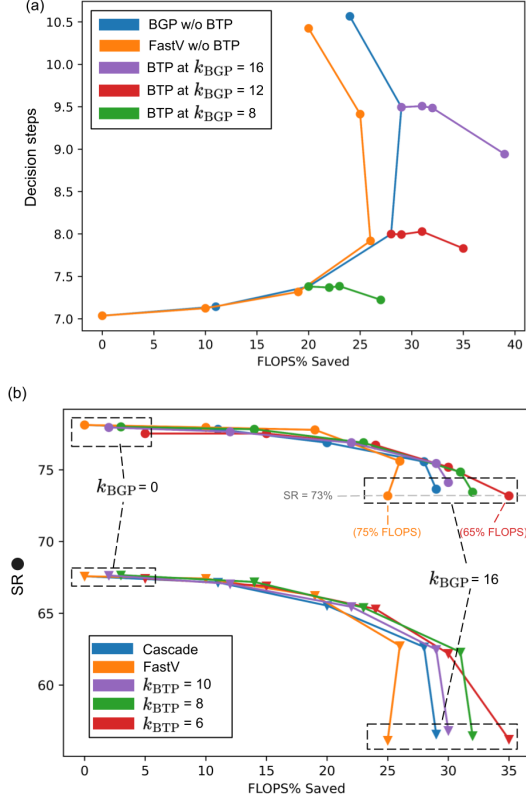 (a)
10.5
10.0
9.5
9.0
8.5
8.0
7.5
7.0
Decision steps
BGP w/o BTP
FastV w/o BTP
BTP at kBGP = 16
BTP at kBGP = 12
BTP at kBGP = 8
0 5 10 15 20 25 30 35 40
FLOPS% Saved
(b)
75
70
65
60
SR
kBGP = 0
SR = 73%
(75% FLOPS)
(65% FLOPS)
kBGP = 16
Cascade
FastV
kBTP = 10
kBTP = 8
kBTP = 6
0 5 10 15 20 25 30 35
FLOPS% Saved